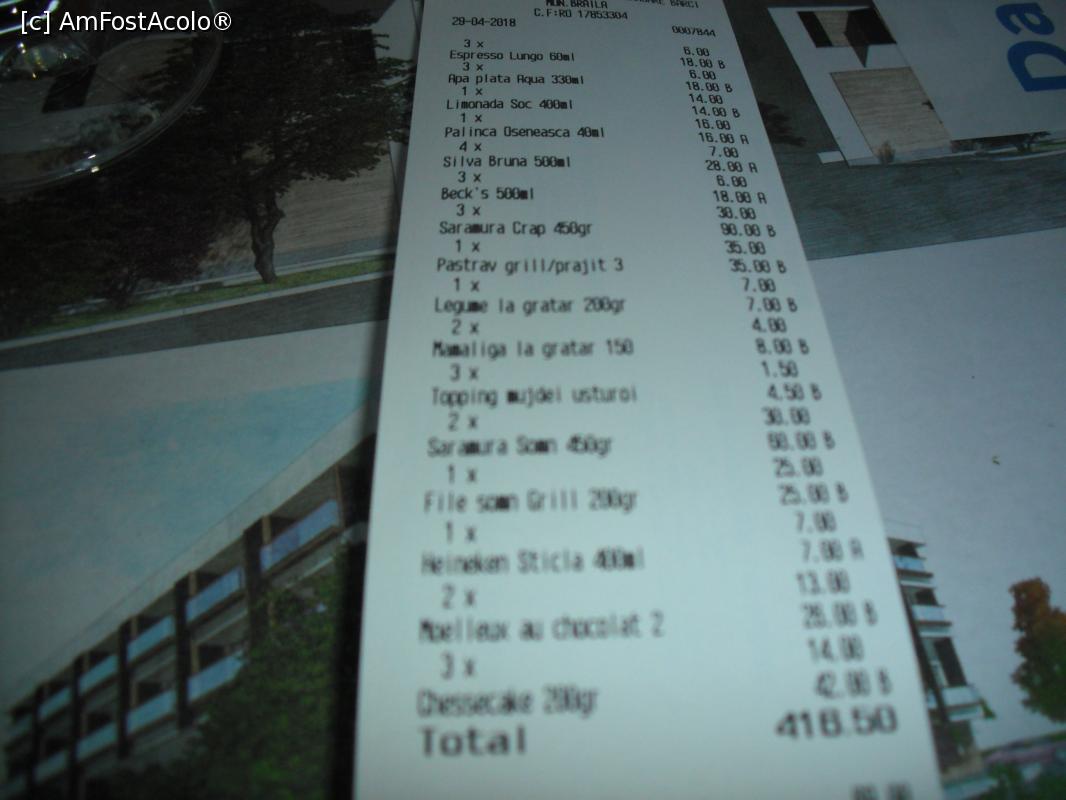 [c] AmFostAcolo®
BARCI
MUN.BRAILA
C.F:RO 17853304
29-04-2018 0007844
3 x 6.00
Espresso Lungo 60ml 18.00 B
3 x 6.00
Apa plata Aqua 330ml 18.00 B
1 x 14.00
Limonada Soc 400ml 14.00 B
1 x 16.00
Palinca Oseneasca 40ml 16.00 A
4 x 7.00
Silva Bruna 500ml 28.00 A
3 x 6.00
Beck's 500ml 18.00 A
3 x 30.00
Saramura Crap 450gr 90.00 B
1 x 35.00
Pastrav grill/prajit 3 35.00 B
1 x 7.00
Legume la gratar 200gr 7.00 B
2 x 4.00
Mamaliga la gratar 150 8.00 B
3 x 1.50
Topping mujdei usturoi 4.50 B
2 x 30.00
Saramura Somn 450gr 60.00 B
1 x 25.00
File somn Grill 200gr 25.00 B
1 x 7.00
Heineken Sticla 400ml 7.00 A
2 x 13.00
Moelleux au chocolat 2 26.00 B
3 x 14.00
Chessecake 200gr 42.00 B
Total 416.50
Da